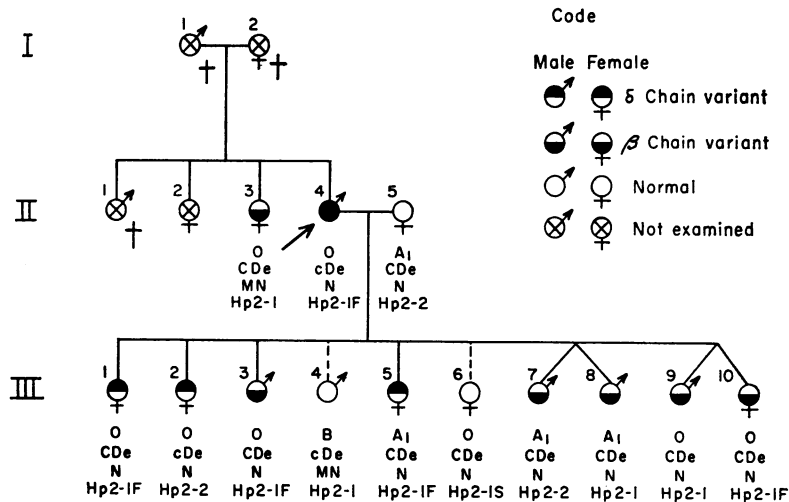 Code
Male Female
δ Chain variant
β Chain variant
Normal
Not examined
I
1 2
II
1 2 3 4 5
O O A1
CDe cDe CDe
MN N N
Hp2-1 Hp2-1F Hp2-2
III
1 2 3 4 5 6 7 8 9 10
O O O B A1 O A1 A1 O O
CDe cDe CDe cDe CDe CDe CDe CDe CDe CDe
N N N MN N N N N N N
Hp2-1F Hp2-2 Hp2-1F Hp2-1 Hp2-1F Hp2-1S Hp2-2 Hp2-1 Hp2-1 Hp2-1F